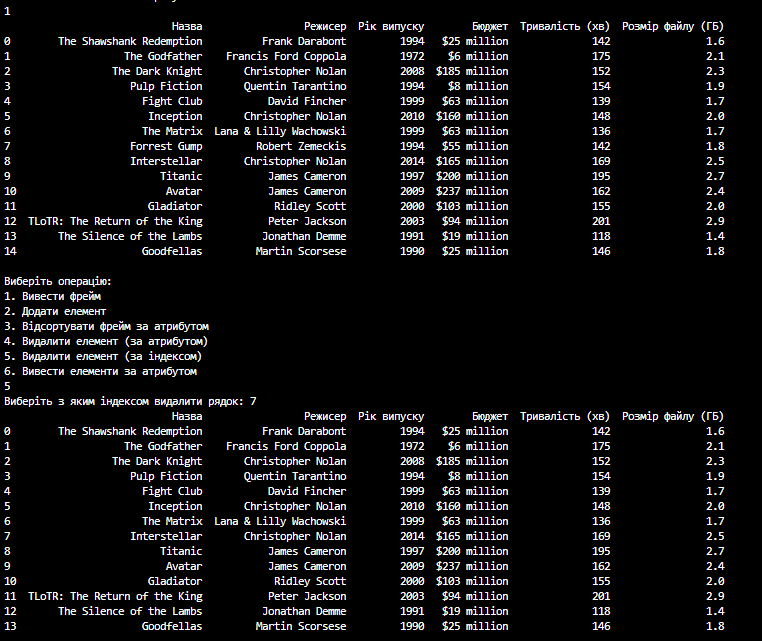 1
Назва Режисер Рік випуску Бюджет Тривалість (хв) Розмір файлу (ГБ)
0 The Shawshank Redemption Frank Darabont 1994 $25 million 142 1.6
1 The Godfather Francis Ford Coppola 1972 $6 million 175 2.1
2 The Dark Knight Christopher Nolan 2008 $185 million 152 2.3
3 Pulp Fiction Quentin Tarantino 1994 $8 million 154 1.9
4 Fight Club David Fincher 1999 $63 million 139 1.7
5 Inception Christopher Nolan 2010 $160 million 148 2.0
6 The Matrix Lana & Lilly Wachowski 1999 $63 million 136 1.7
7 Forrest Gump Robert Zemeckis 1994 $55 million 142 1.8
8 Interstellar Christopher Nolan 2014 $165 million 169 2.5
9 Titanic James Cameron 1997 $200 million 195 2.7
10 Avatar James Cameron 2009 $237 million 162 2.4
11 Gladiator Ridley Scott 2000 $103 million 155 2.0
12 TLoTR: The Return of the King Peter Jackson 2003 $94 million 201 2.9
13 The Silence of the Lambs Jonathan Demme 1991 $19 million 118 1.4
14 Goodfellas Martin Scorsese 1990 $25 million 146 1.8
Виберіть операцію:
1. Вивести фрейм
2. Додати елемент
3. Відсортувати фрейм за атрибутом
4. Видалити елемент (за атрибутом)
5. Видалити елемент (за індексом)
6. Вивести елементи за атрибутом
5
Виберіть з яким індексом видалити рядок: 7
Назва Режисер Рік випуску Бюджет Тривалість (хв) Розмір файлу (ГБ)
0 The Shawshank Redemption Frank Darabont 1994 $25 million 142 1.6
1 The Godfather Francis Ford Coppola 1972 $6 million 175 2.1
2 The Dark Knight Christopher Nolan 2008 $185 million 152 2.3
3 Pulp Fiction Quentin Tarantino 1994 $8 million 154 1.9
4 Fight Club David Fincher 1999 $63 million 139 1.7
5 Inception Christopher Nolan 2010 $160 million 148 2.0
6 The Matrix Lana & Lilly Wachowski 1999 $63 million 136 1.7
7 Interstellar Christopher Nolan 2014 $165 million 169 2.5
8 Titanic James Cameron 1997 $200 million 195 2.7
9 Avatar James Cameron 2009 $237 million 162 2.4
10 Gladiator Ridley Scott 2000 $103 million 155 2.0
11 TLoTR: The Return of the King Peter Jackson 2003 $94 million 201 2.9
12 The Silence of the Lambs Jonathan Demme 1991 $19 million 118 1.4
13 Goodfellas Martin Scorsese 1990 $25 million 146 1.8